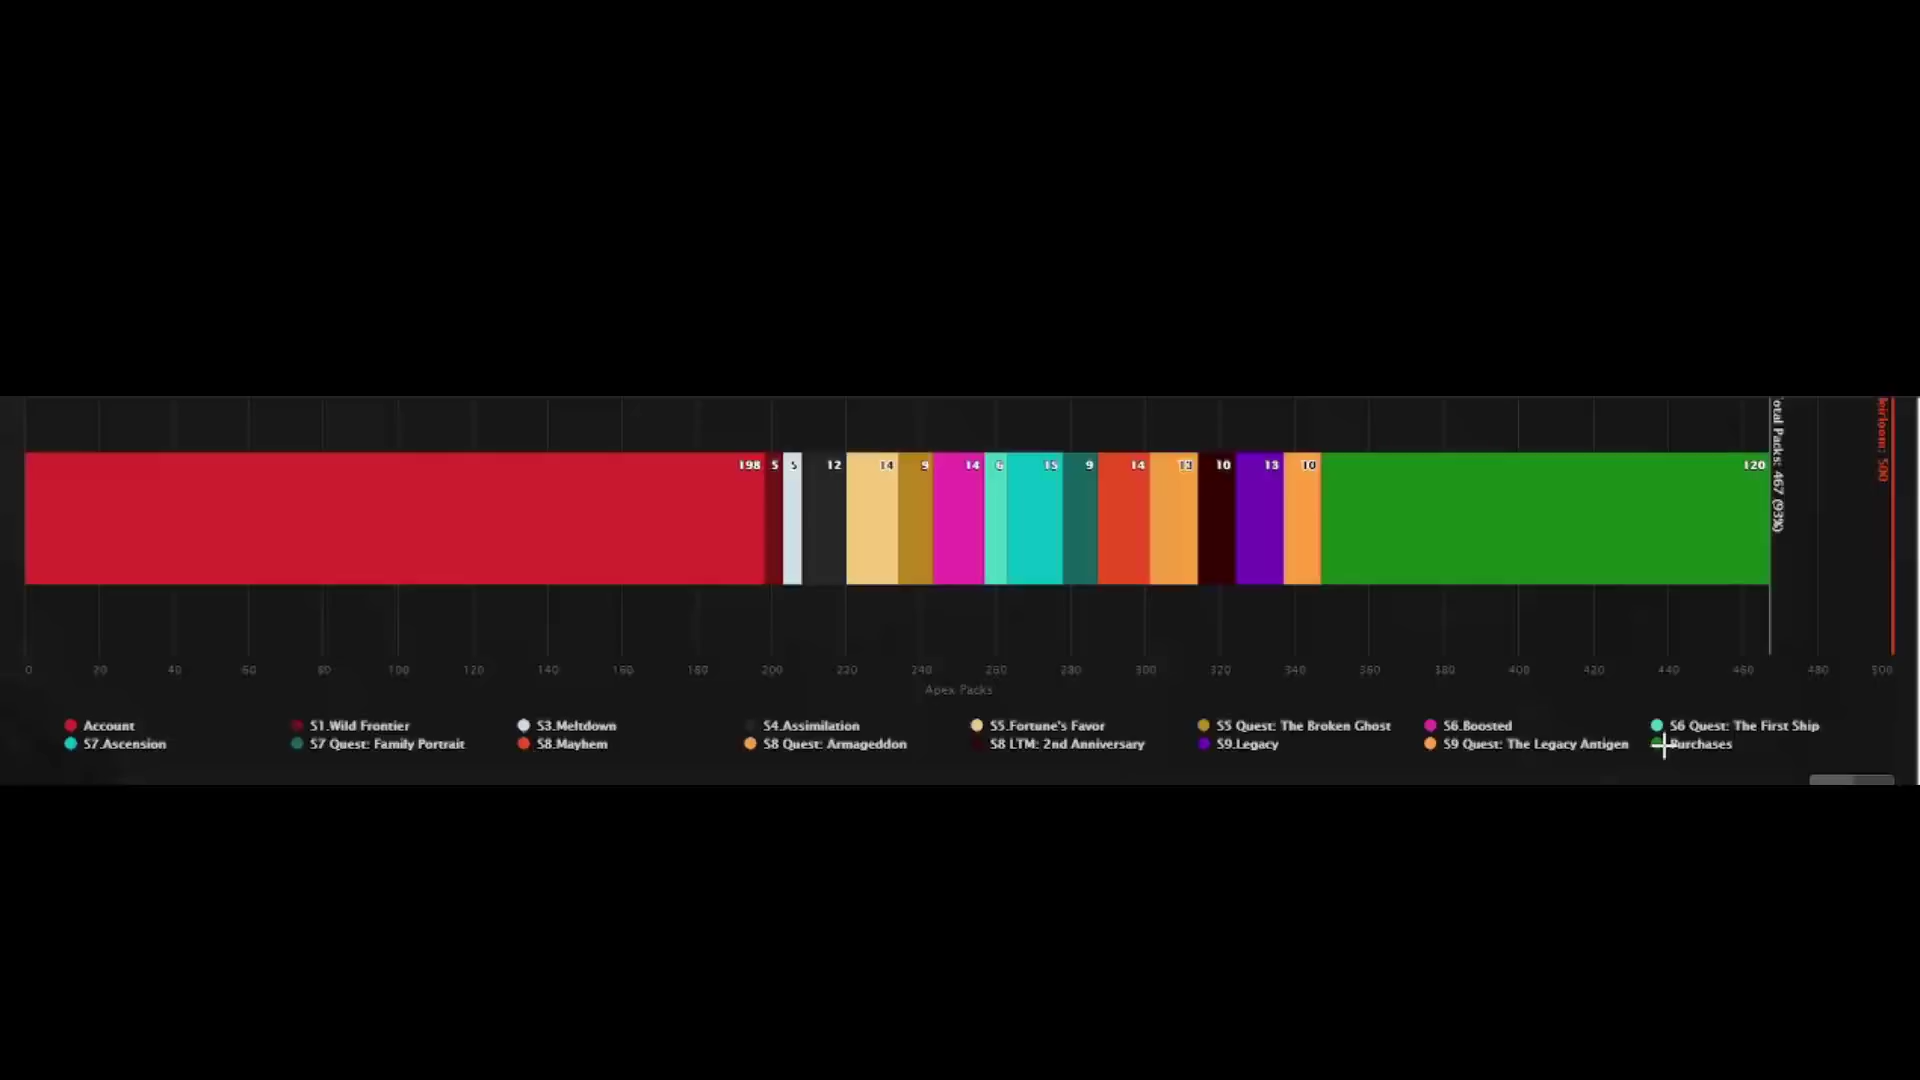 198 5 5 12 14 9 14 6 15 9 14 13 10 13 10 120
otal Packs: 467 (93%)
eirloom: 500
0 20 40 60 80 100 120 140 160 180 200 220 240 260 280 300 320 340 360 380 400 420 440 460 480 500
Apex Packs
Account S1.Wild Frontier S3.Meltdown S4.Assimilation S5.Fortune's Favor S5 Quest: The Broken Ghost S6.Boosted S6 Quest: The First Ship
S7.Ascension S7 Quest: Family Portrait S8.Mayhem S8 Quest: Armageddon S8 LTM: 2nd Anniversary S9.Legacy S9 Quest: The Legacy Antigen Purchases